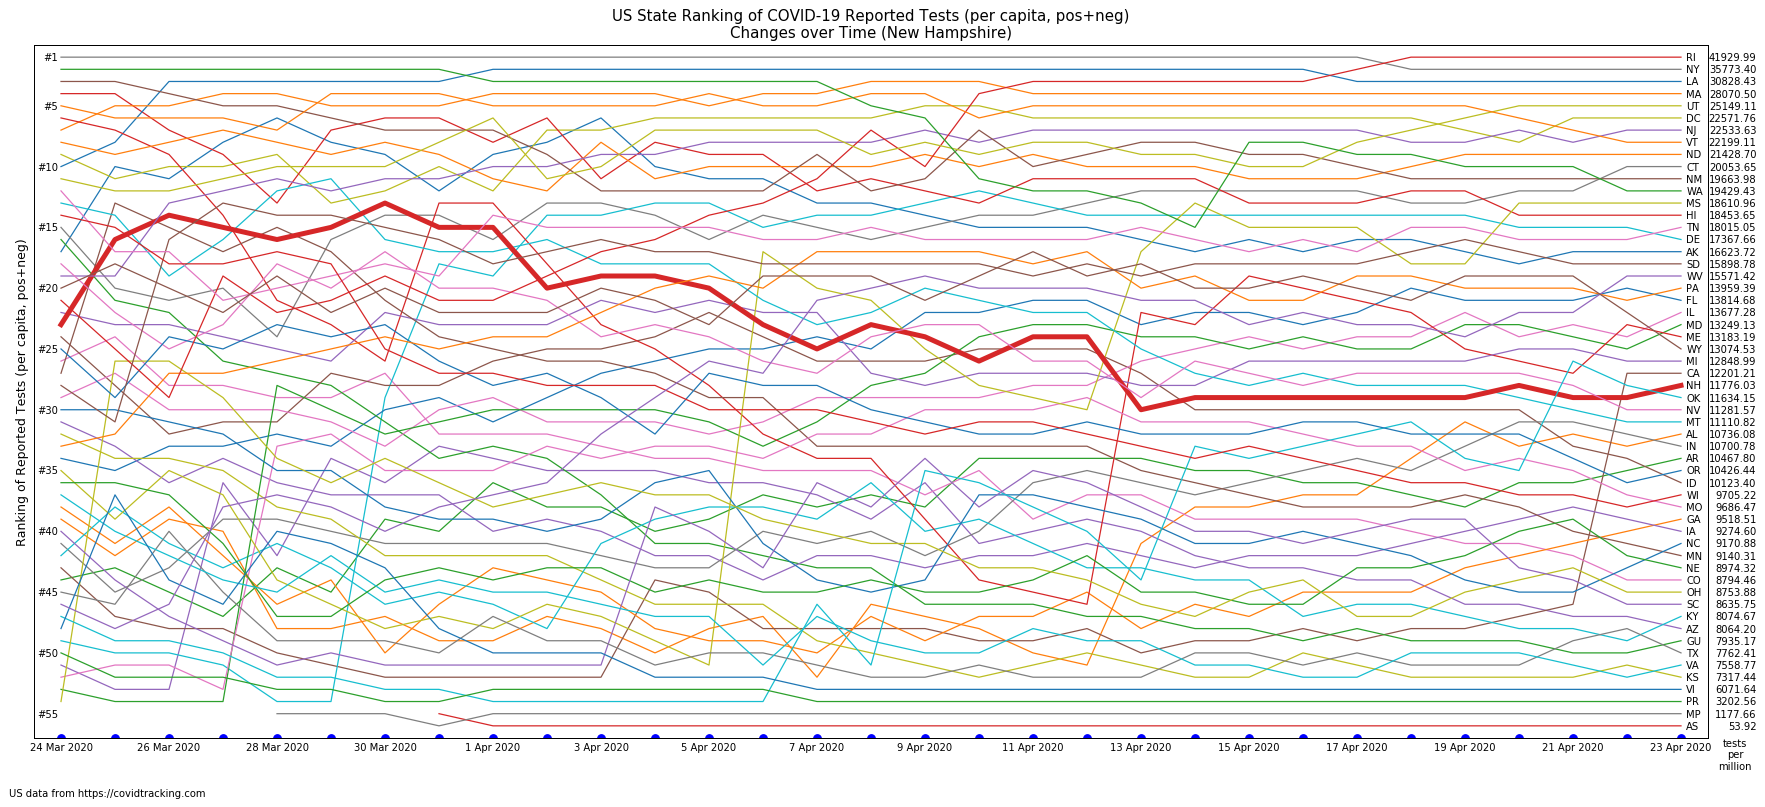 US State Ranking of COVID-19 Reported Tests (per capita, pos+neg)
Changes over Time (New Hampshire)
Ranking of Reported Tests (per capita, pos+neg)
#1
#5
#10
#15
#20
#25
#30
#35
#40
#45
#50
#55
RI 41929.99
NY 35773.40
LA 30828.43
MA 28070.50
UT 25149.11
DC 22571.76
NJ 22533.63
VT 22199.11
ND 21428.70
CT 20053.65
NM 19663.98
WA 19429.43
MS 18610.96
HI 18453.65
TN 18015.05
DE 17367.66
AK 16623.72
SD 15898.78
WV 15571.42
PA 13959.39
FL 13814.68
IL 13677.28
MD 13249.13
ME 13183.19
WY 13074.53
MI 12848.99
CA 12201.21
NH 11776.03
OK 11634.15
NV 11281.57
MT 11110.82
AL 10736.08
IN 10700.78
AR 10467.80
OR 10426.44
ID 10123.40
WI 9705.22
MO 9686.47
GA 9518.51
IA 9274.60
NC 9170.88
MN 9140.31
NE 8974.32
CO 8794.46
OH 8753.88
SC 8635.75
KY 8074.67
AZ 8064.20
GU 7935.17
TX 7762.41
VA 7558.77
KS 7317.44
VI 6071.64
PR 3202.56
MP 1177.66
AS 53.92
24 Mar 2020 26 Mar 2020 28 Mar 2020 30 Mar 2020 1 Apr 2020 3 Apr 2020 5 Apr 2020 7 Apr 2020 9 Apr 2020 11 Apr 2020 13 Apr 2020 15 Apr 2020 17 Apr 2020 19 Apr 2020 21 Apr 2020 23 Apr 2020
tests
per
million
US data from https://covidtracking.com